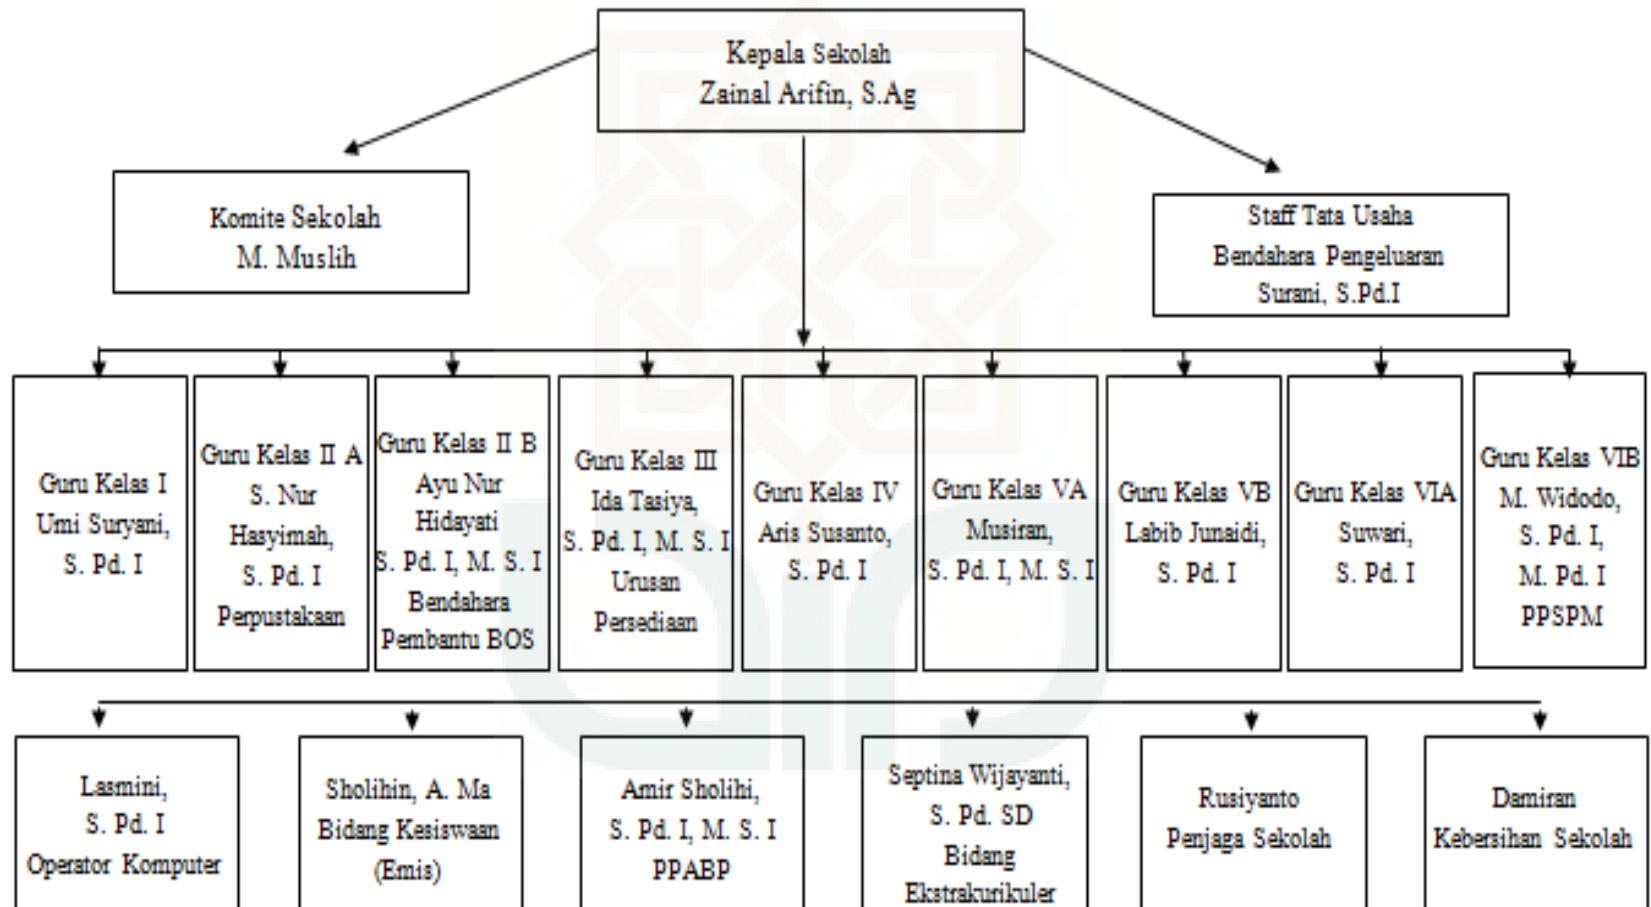 Kepala Sekolah
Zainal Arifin, S.Ag
Komite Sekolah
M. Muslih
Staff Tata Usaha
Bendahara Pengeluaran
Surani, S.Pd.I
Guru Kelas I
Umi Suryani,
S. Pd. I
Guru Kelas II A
S. Nur
Hasyimah,
S. Pd. I
Perpustakaan
Guru Kelas II B
Ayu Nur
Hidayati
S. Pd. I, M. S. I
Bendahara
Pembantu BOS
Guru Kelas III
Ida Tasiya,
S. Pd. I, M. S. I
Urusan
Persediaan
Guru Kelas IV
Aris Susanto,
S. Pd. I
Guru Kelas VA
Musiran,
S. Pd. I, M. S. I
Guru Kelas VB
Labib Junaidi,
S. Pd. I
Guru Kelas VIA
Suwari,
S. Pd. I
Guru Kelas VIB
M. Widodo,
S. Pd. I,
M. Pd. I
PPSPM
Lasmini,
S. Pd. I
Operator Komputer
Sholihin, A. Ma
Bidang Kesiswaan
(Emis)
Amir Sholihi,
S. Pd. I, M. S. I
PPABP
Septina Wijayanti,
S. Pd. SD
Bidang
Ekstrakurikuler
Rusiyanto
Penjaga Sekolah
Damiran
Kebersihan Sekolah